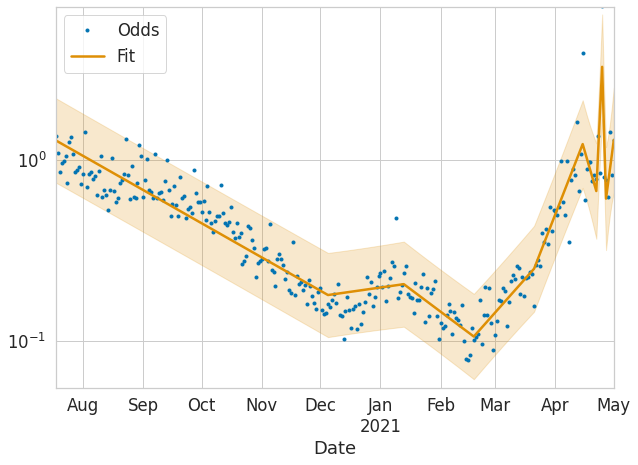 Odds
Fit
10⁰
10⁻¹
Aug Sep Oct Nov Dec Jan Feb Mar Apr May
2021
Date